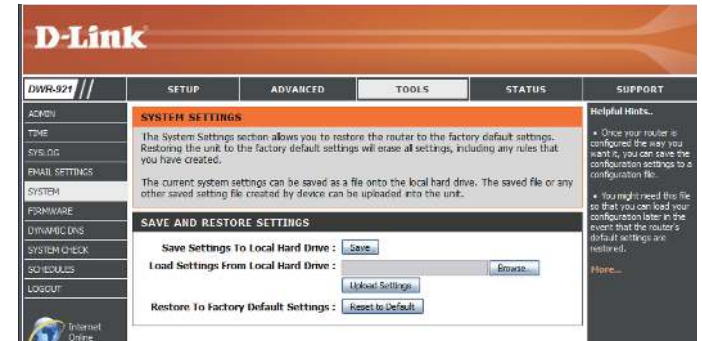 D-Link
DWR-921
SETUP
ADVANCED
TOOLS
STATUS
SUPPORT
ADMIN
TIME
SYSLOG
EMAIL SETTINGS
SYSTEM
FIRMWARE
DYNAMIC DNS
SYSTEM CHECK
SCHEDULES
LOGOUT
Internet
Online
SYSTEM SETTINGS
The System Settings section allows you to restore the router to the factory default settings.
Restoring the unit to the factory default settings will erase all settings, including any rules that
you have created.
The current system settings can be saved as a file onto the local hard drive. The saved file or any
other saved setting file created by device can be uploaded into the unit.
SAVE AND RESTORE SETTINGS
Save Settings To Local Hard Drive : Save
Load Settings From Local Hard Drive : Browse...
Upload Settings
Restore To Factory Default Settings : Reset to Default
Helpful Hints..
• Once your router is
configured the way you
want it, you can save the
configuration settings to a
configuration file.
• You might need this file
so that you can load your
configuration later in the
event that the router's
default settings are
restored.
More...